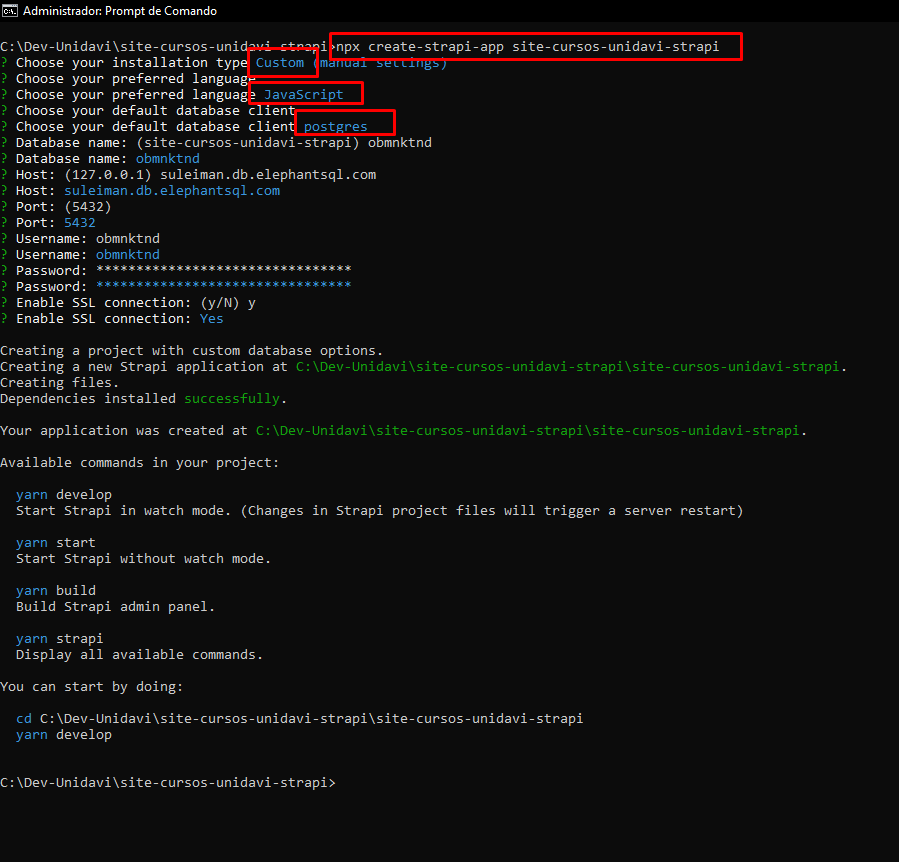 Administrador: Prompt de Comando
C:\Dev-Unidavi\site-cursos-unidavi-strapi>npx create-strapi-app site-cursos-unidavi-strapi
? Choose your installation type Custom (manual settings)
? Choose your preferred language
? Choose your preferred language JavaScript
? Choose your default database client
? Choose your default database client postgres
? Database name: (site-cursos-unidavi-strapi) obmnktnd
? Database name: obmnktnd
? Host: (127.0.0.1) suleiman.db.elephantsql.com
? Host: suleiman.db.elephantsql.com
? Port: (5432)
? Port: 5432
? Username: obmnktnd
? Username: obmnktnd
? Password: ********************************
? Password: ********************************
? Enable SSL connection: (y/N) y
? Enable SSL connection: Yes
Creating a project with custom database options.
Creating a new Strapi application at C:\Dev-Unidavi\site-cursos-unidavi-strapi\site-cursos-unidavi-strapi.
Creating files.
Dependencies installed successfully.
Your application was created at C:\Dev-Unidavi\site-cursos-unidavi-strapi\site-cursos-unidavi-strapi.
Available commands in your project:
yarn develop
Start Strapi in watch mode. (Changes in Strapi project files will trigger a server restart)
yarn start
Start Strapi without watch mode.
yarn build
Build Strapi admin panel.
yarn strapi
Display all available commands.
You can start by doing:
cd C:\Dev-Unidavi\site-cursos-unidavi-strapi\site-cursos-unidavi-strapi
yarn develop
C:\Dev-Unidavi\site-cursos-unidavi-strapi>